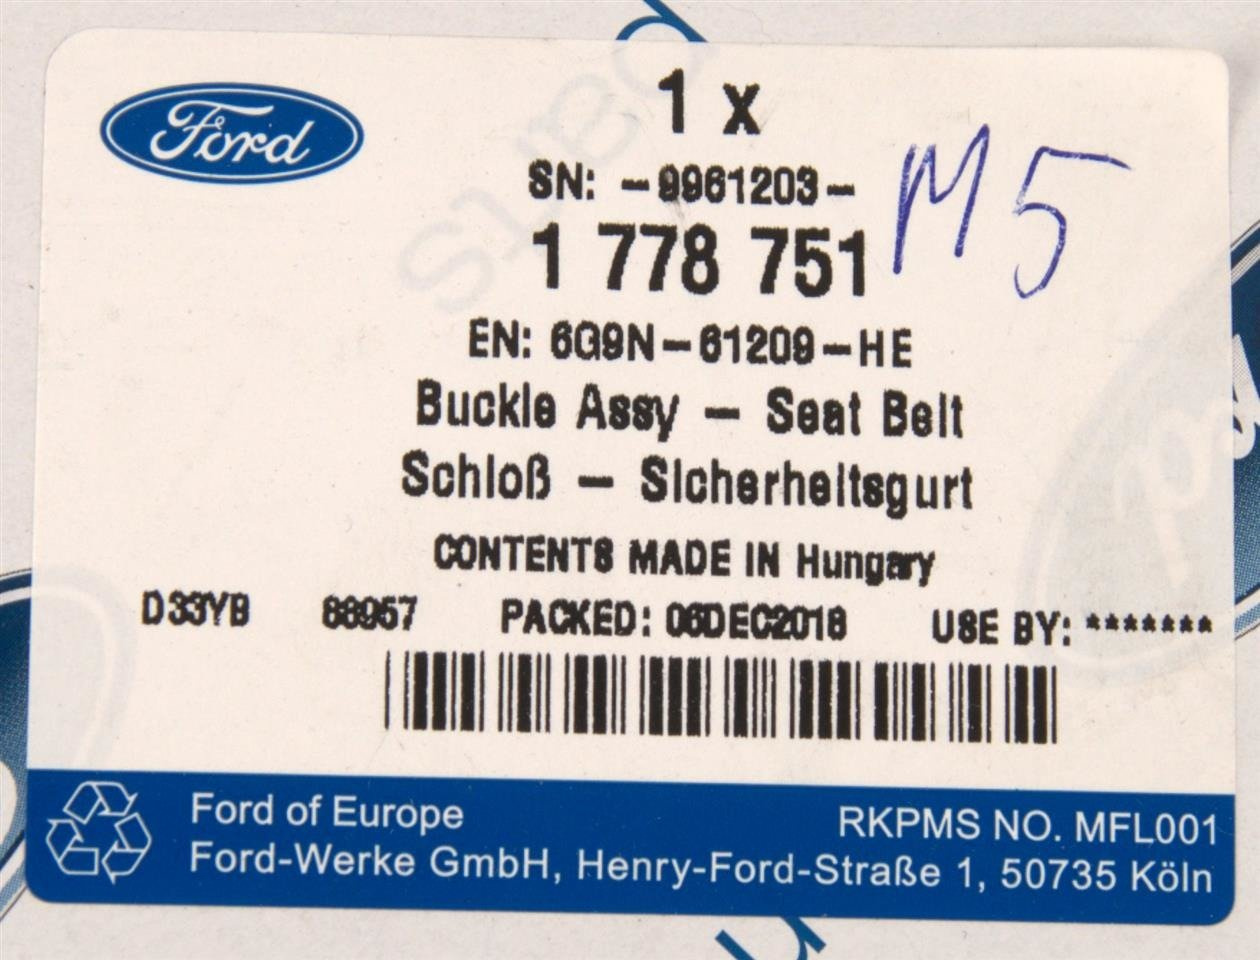 Ford
1 x
SN: -9961203-
M5
1 778 751
EN: 6G9N-61209-HE
Buckle Assy - Seat Belt
Schloß - Sicherheitsgurt
CONTENTS MADE IN Hungary
D33YB 88957 PACKED: 06DEC2018 USE BY: *******
Ford of Europe
RKPMS NO. MFL001
Ford-Werke GmbH, Henry-Ford-Straße 1, 50735 Köln